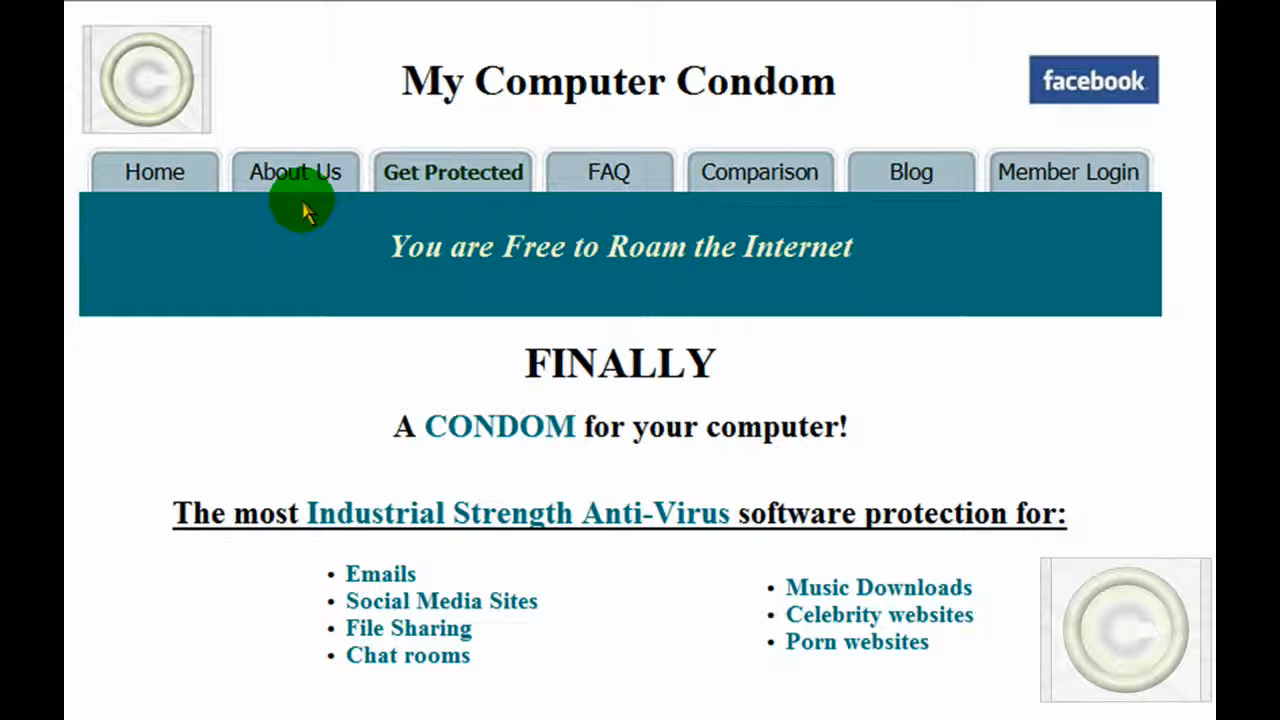 My Computer Condom
facebook
Home About Us Get Protected FAQ Comparison Blog Member Login
You are Free to Roam the Internet
FINALLY
A CONDOM for your computer!
The most Industrial Strength Anti-Virus software protection for:
• Emails
• Social Media Sites
• File Sharing
• Chat rooms
• Music Downloads
• Celebrity websites
• Porn websites